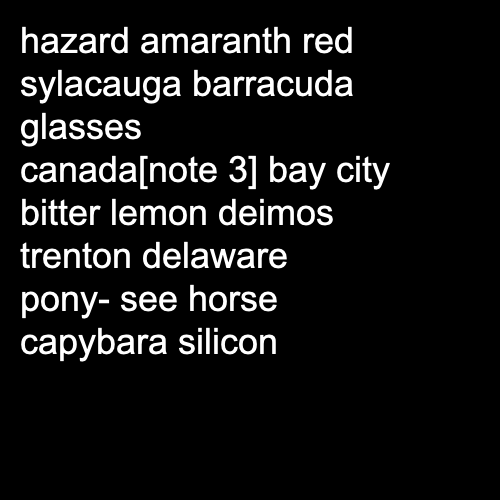 hazard amaranth red
sylacauga barracuda
glasses
canada[note 3] bay city
bitter lemon deimos
trenton delaware
pony- see horse
capybara silicon